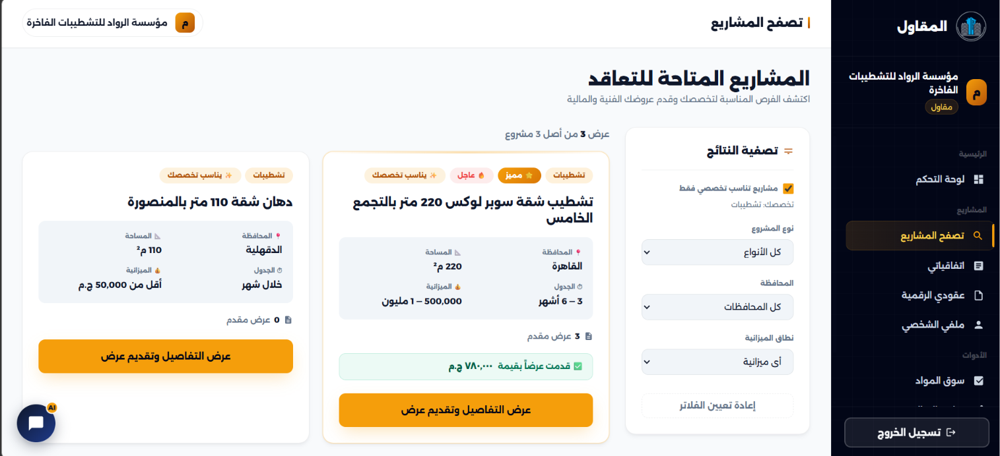 المقاول
م
مؤسسة الرواد للتشطيبات
الفاخرة
مقاول
الرئيسية
لوحة التحكم
المشاريع
تصفح المشاريع
اتفاقياتي
عقودي الرقمية
ملفي الشخصي
الأدوات
سوق المواد
تسجيل الخروج
تصفح المشاريع
م
مؤسسة الرواد للتشطيبات الفاخرة
المشاريع المتاحة للتعاقد
اكتشف الفرص المناسبة لتخصصك وقدم عروضك الفنية والمالية
تصفية النتائج
مشاريع تناسب تخصصي فقط
تخصصك: تشطيبات
نوع المشروع
كل الأنواع
المحافظة
كل المحافظات
نطاق الميزانية
أي ميزانية
إعادة تعيين الفلاتر
عرض 3 من أصل 3 مشروع
تشطيبات
⭐ مميز
🔥 عاجل
✨ يناسب تخصصك
تشطيب شقة سوبر لوكس 220 متر بالتجمع
الخامس
📍 المحافظة
القاهرة
📐 المساحة
220 م²
⏱ الجدول
3 – 6 أشهر
💰 الميزانية
500,000 – 1 مليون
3 عرض مقدم
✅ قدمت عرضاً بقيمة ٧٨٠,٠٠٠ ج.م
عرض التفاصيل وتقديم عرض
تشطيبات
✨ يناسب تخصصك
دهان شقة 110 متر بالمنصورة
📍 المحافظة
الدقهلية
📐 المساحة
110 م²
⏱ الجدول
خلال شهر
💰 الميزانية
أقل من 50,000 ج.م
0 عرض مقدم
عرض التفاصيل وتقديم عرض
AI